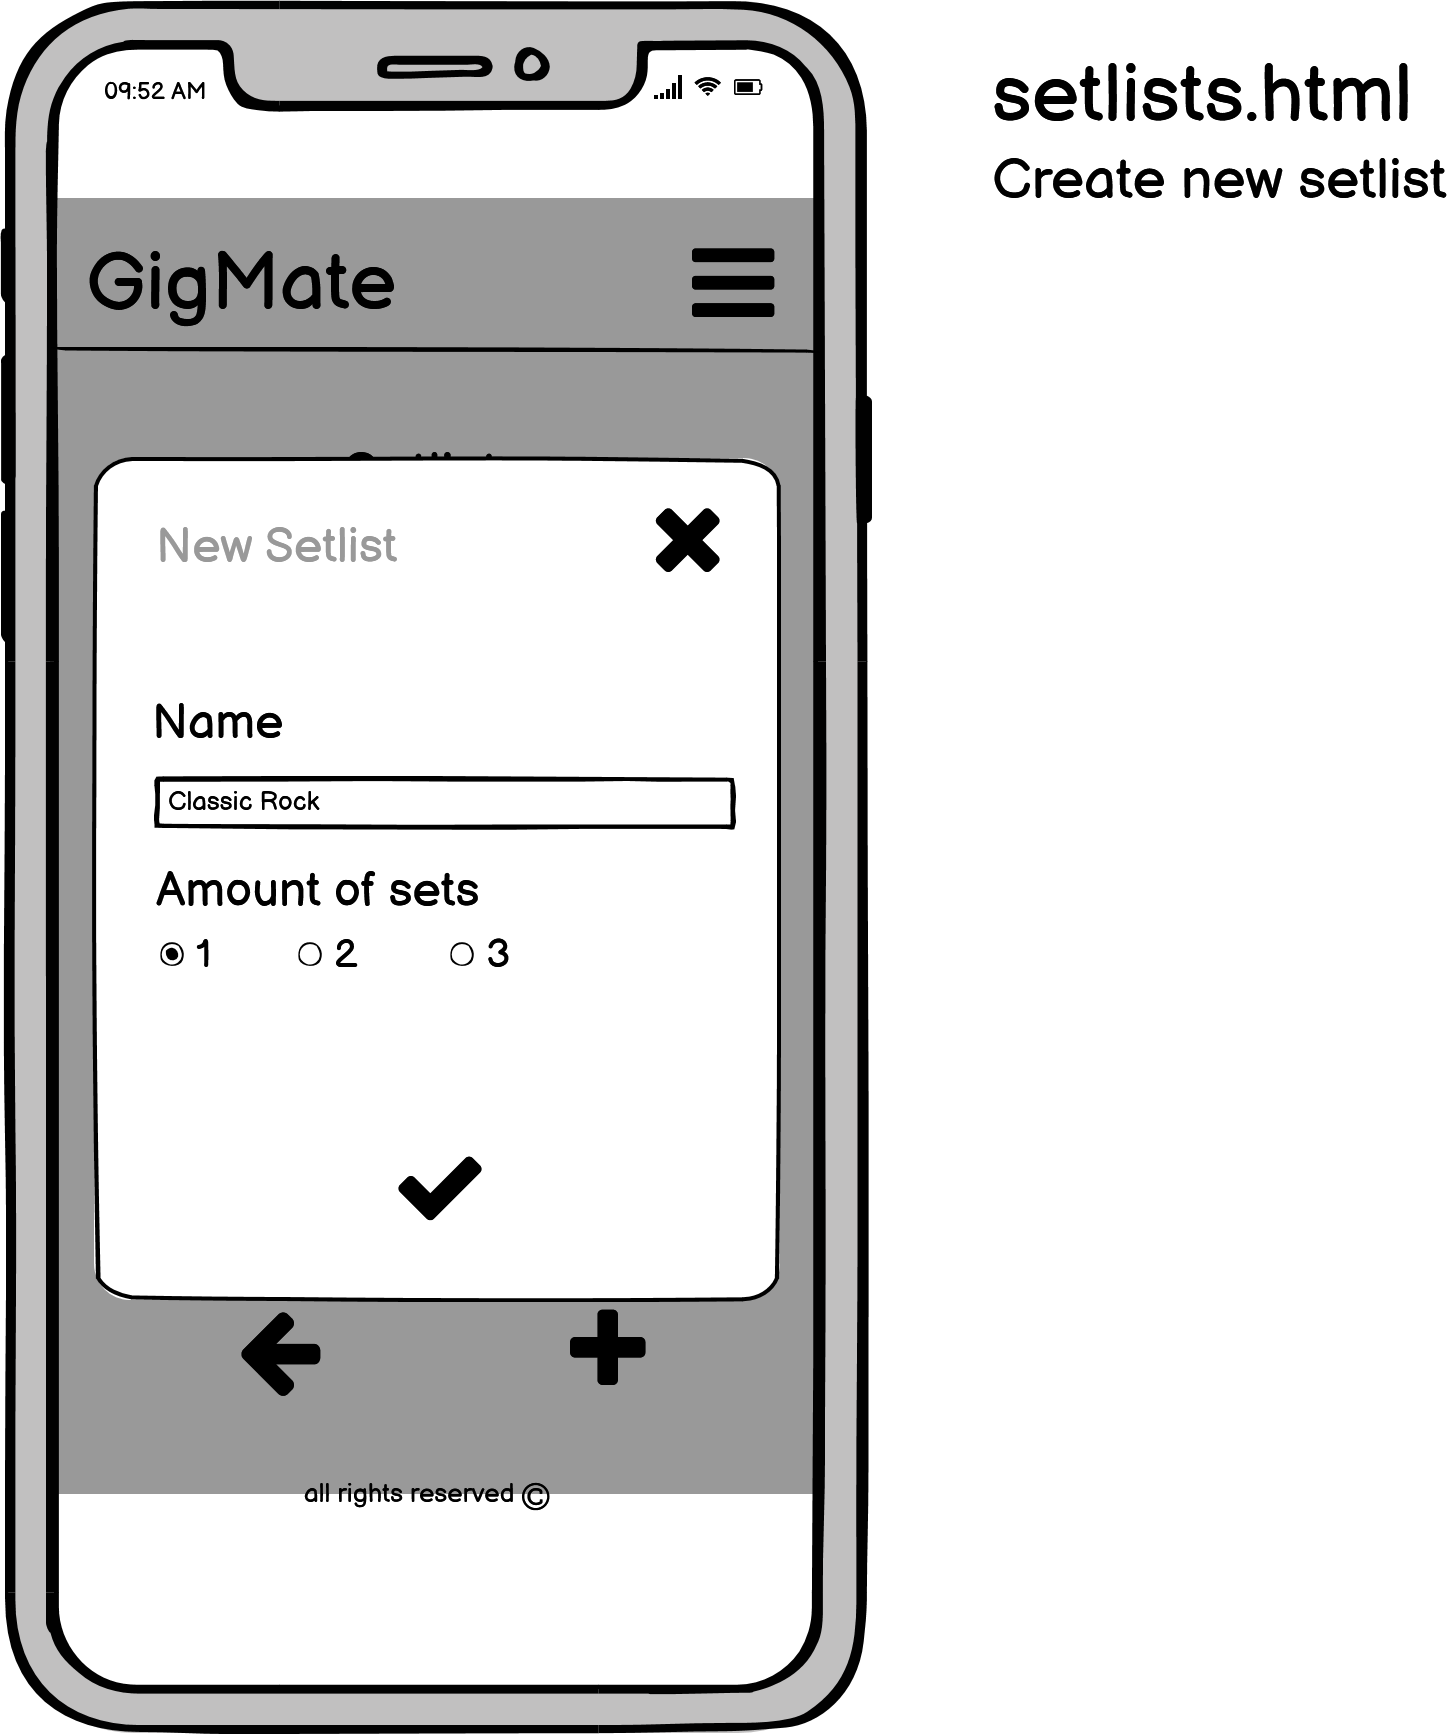 09:52 AM
setlists.html
Create new setlist
GigMate
New Setlist
Name
Classic Rock
Amount of sets
1 2 3
all rights reserved ©